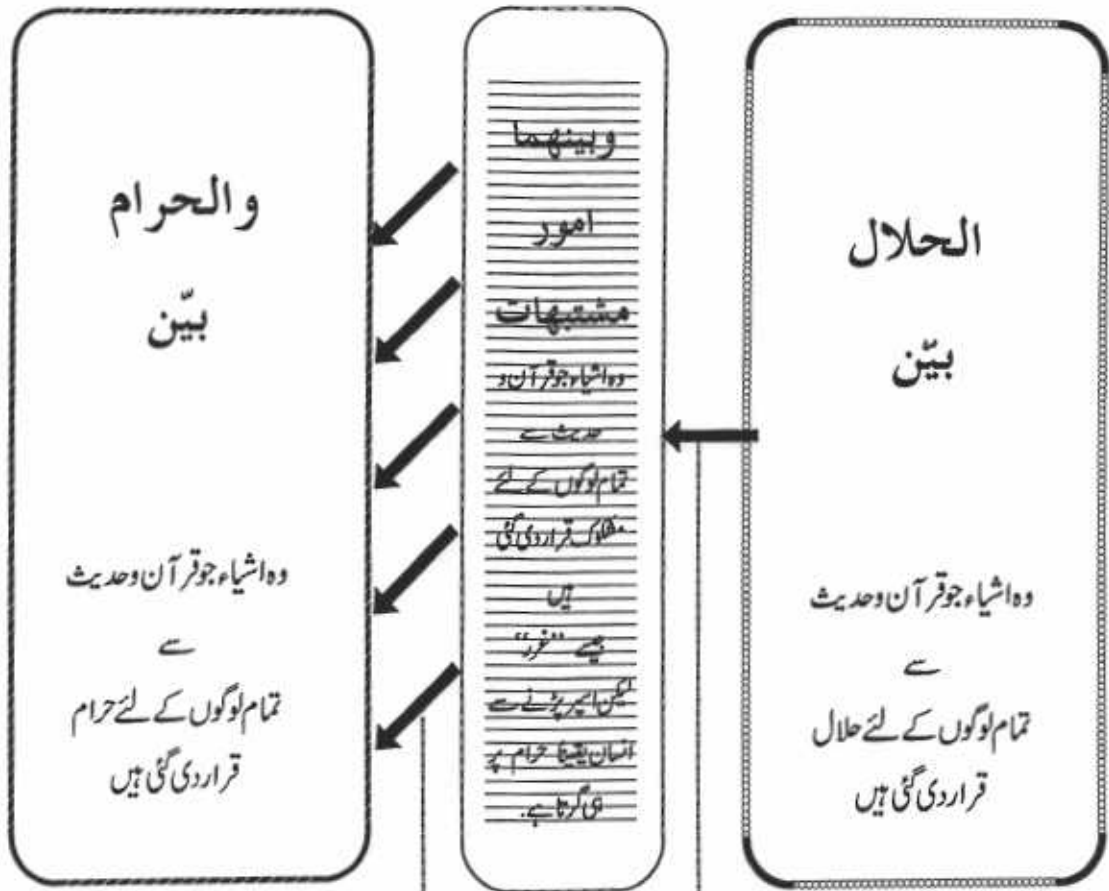 الحلال
بیّن
وہ اشیاء جو قرآن وحدیث
سے
تمام لوگوں کے لئے حلال
قرار دی گئی ہیں
وبینهما
امور
مشتبهات
وہ اشیاء جو قرآن و
حدیث سے
تمام لوگوں کے لئے
مشکوک قرار دی گئی
ہیں
جیسے ”غرر“
لیکن اسپر پڑنے سے
انسان یقیناً حرام پر
ہی گرتا ہے.
والحرام
بیّن
وہ اشیاء جو قرآن وحدیث
سے
تمام لوگوں کے لئے حرام
قرار دی گئی ہیں